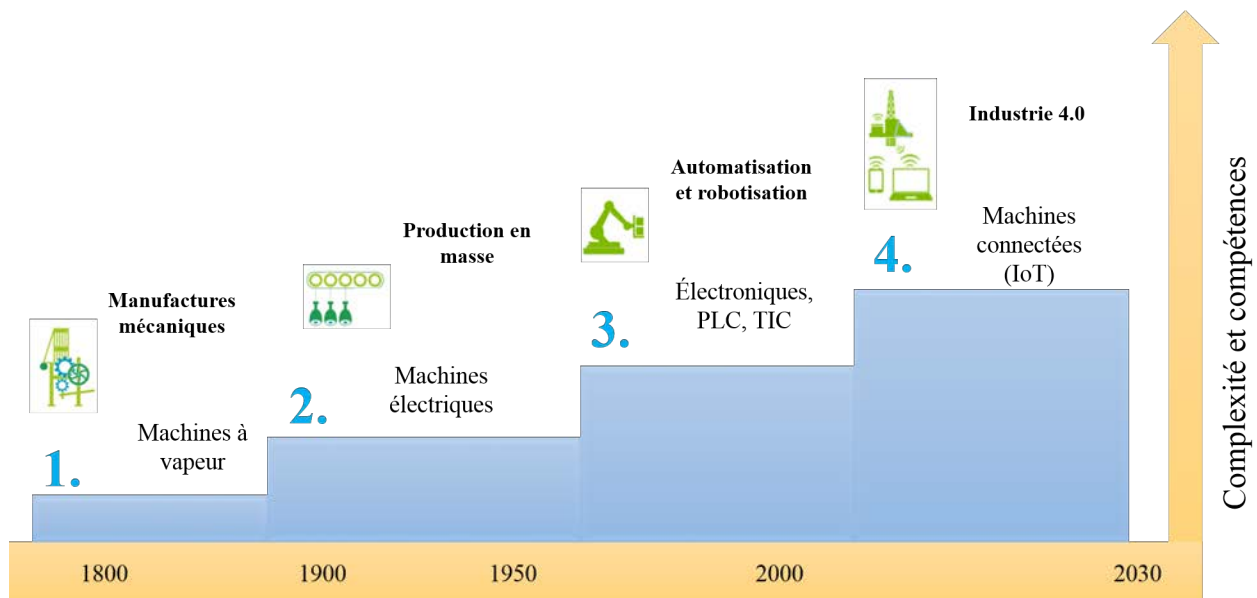 1.
Manufactures
mécaniques
Machines à
vapeur
2.
Production en
masse
Machines
électriques
3.
Automatisation
et robotisation
Électroniques,
PLC, TIC
4.
Industrie 4.0
Machines
connectées
(IoT)
Complexité et compétences
1800
1900
1950
2000
2030